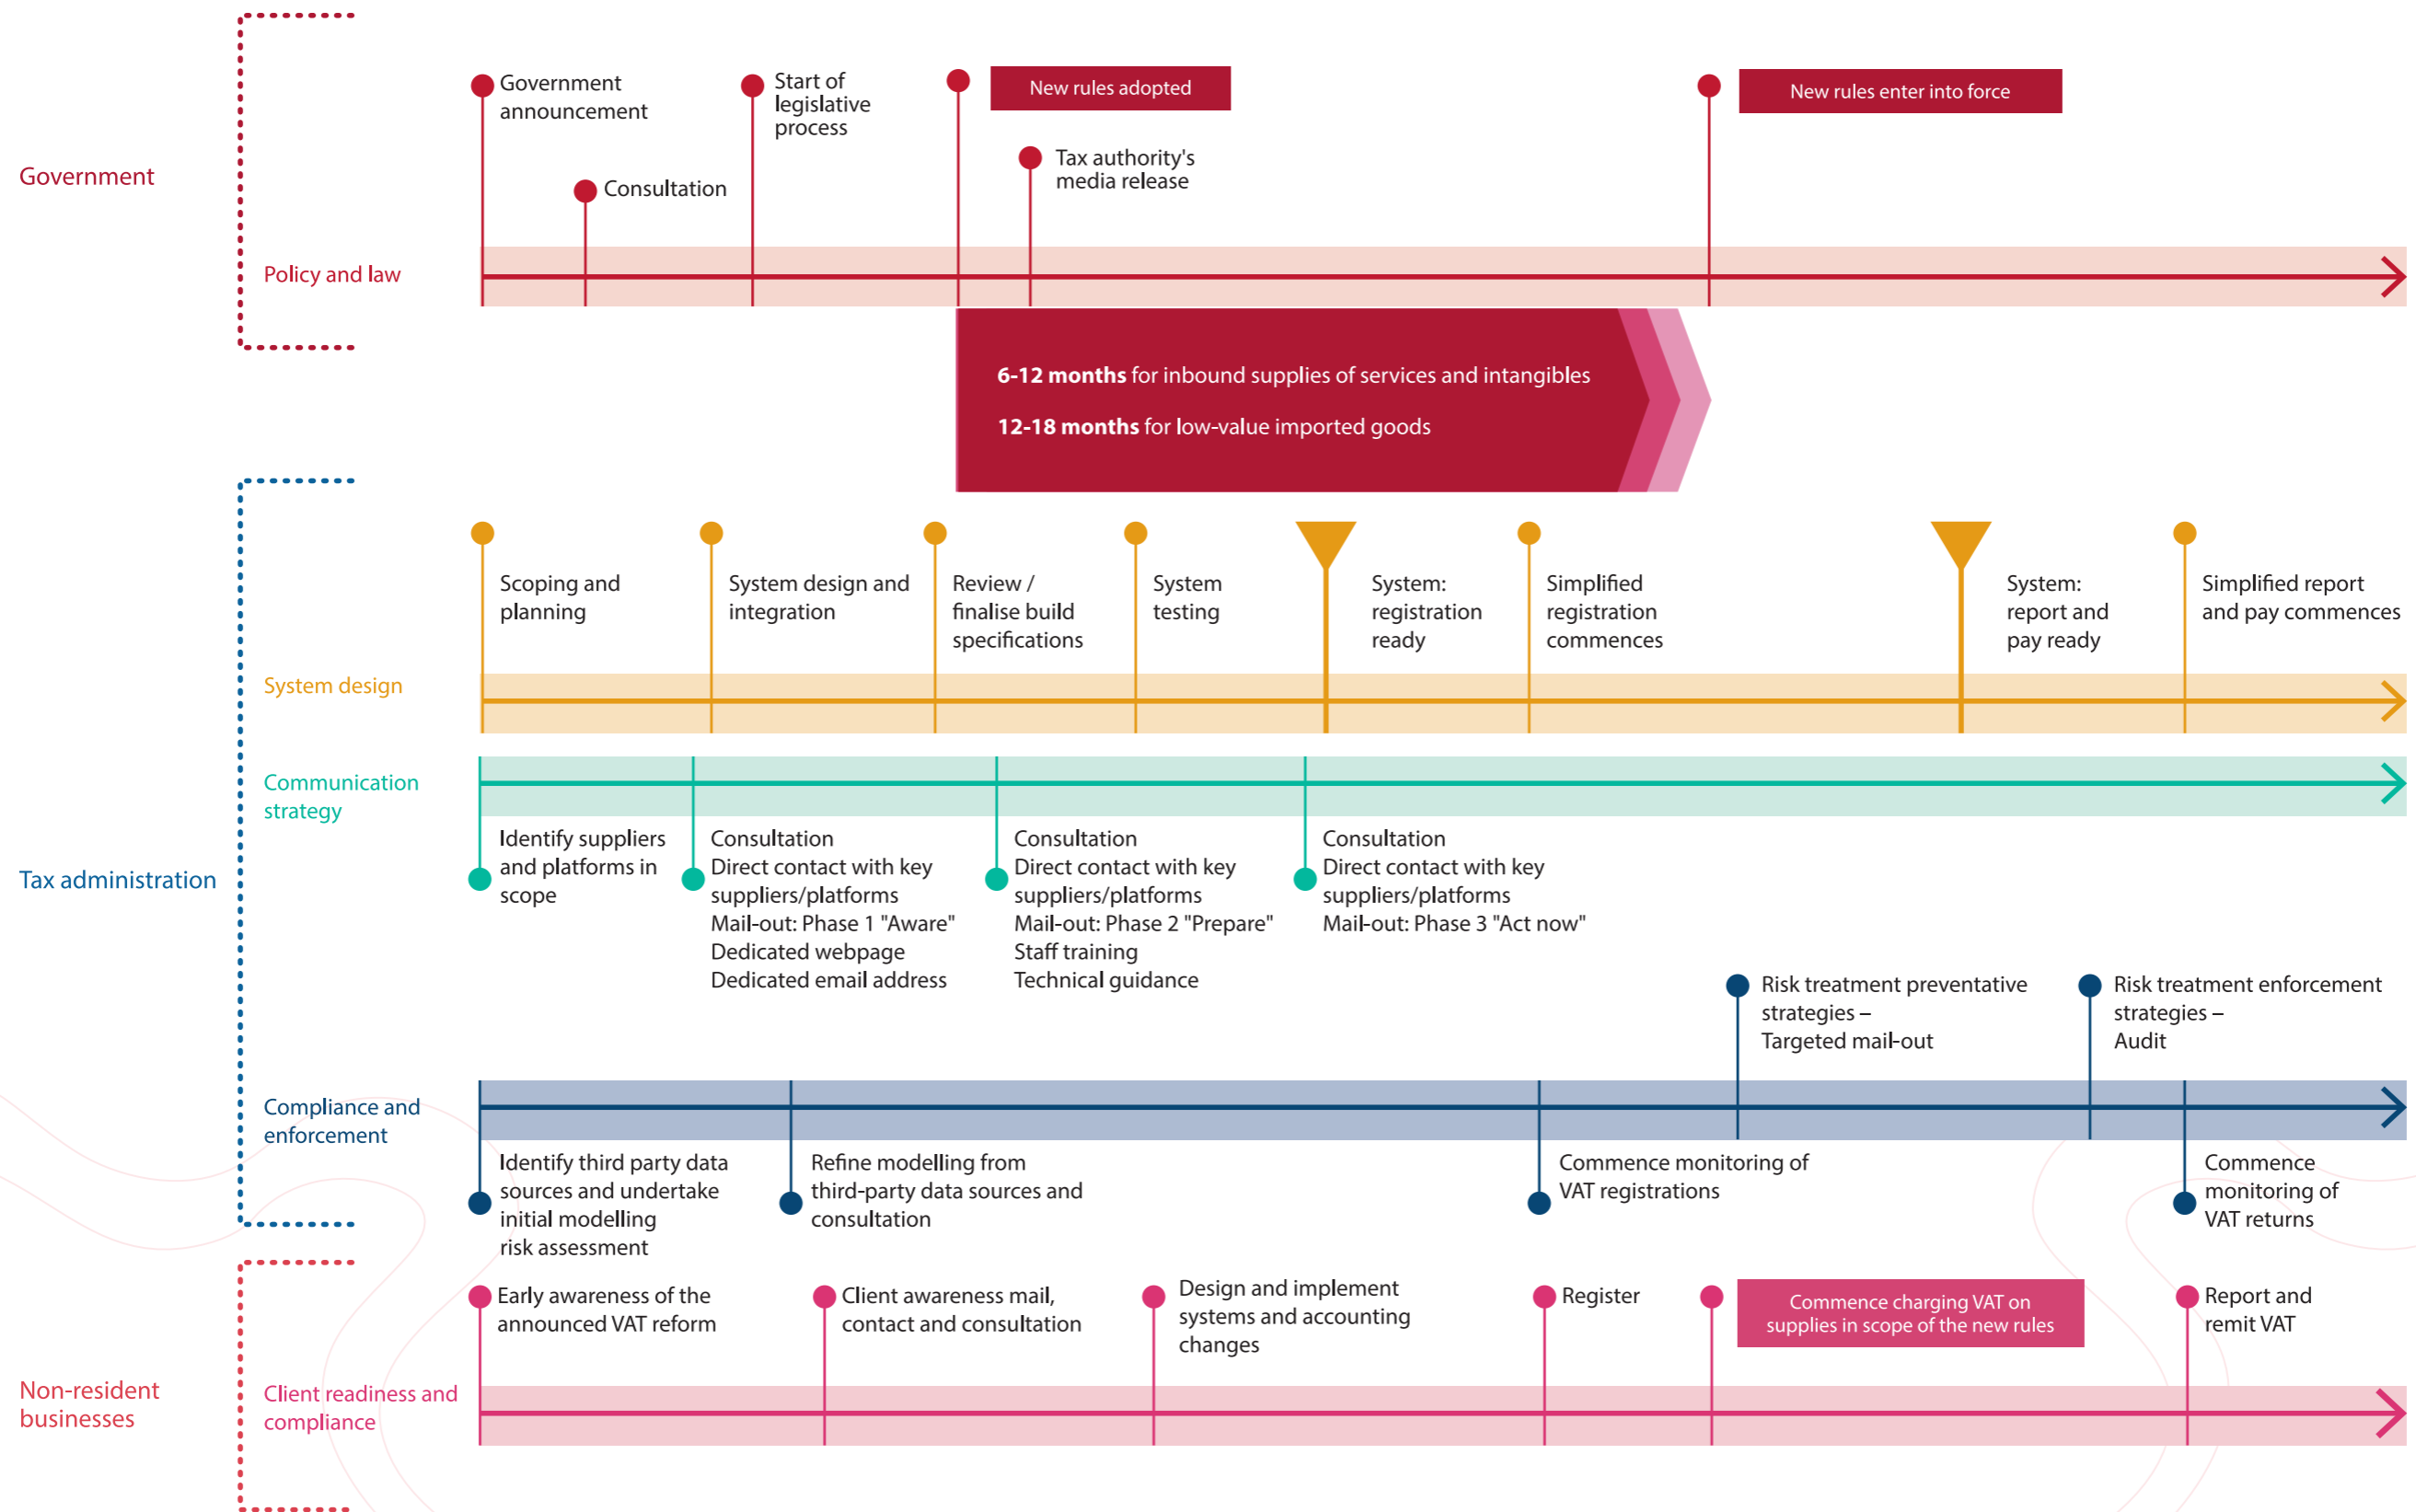 Government
Policy and law
Government
announcement
Consultation
Start of
legislative
process
New rules adopted
Tax authority's
media release
New rules enter into force
6-12 months for inbound supplies of services and intangibles
12-18 months for low-value imported goods
Tax administration
System design
Scoping and
planning
System design and
integration
Review /
finalise build
specifications
System
testing
System:
registration
ready
Simplified
registration
commences
System:
report and
pay ready
Simplified report
and pay commences
Communication
strategy
Identify suppliers
and platforms in
scope
Consultation
Direct contact with key
suppliers/platforms
Mail-out: Phase 1 "Aware"
Dedicated webpage
Dedicated email address
Consultation
Direct contact with key
suppliers/platforms
Mail-out: Phase 2 "Prepare"
Staff training
Technical guidance
Consultation
Direct contact with key
suppliers/platforms
Mail-out: Phase 3 "Act now"
Compliance and
enforcement
Risk treatment preventative
strategies –
Targeted mail-out
Risk treatment enforcement
strategies –
Audit
Identify third party data
sources and undertake
initial modelling
risk assessment
Refine modelling from
third-party data sources and
consultation
Commence monitoring of
VAT registrations
Commence
monitoring of
VAT returns
Non-resident
businesses
Client readiness and
compliance
Early awareness of the
announced VAT reform
Client awareness mail,
contact and consultation
Design and implement
systems and accounting
changes
Register
Commence charging VAT on
supplies in scope of the new rules
Report and
remit VAT